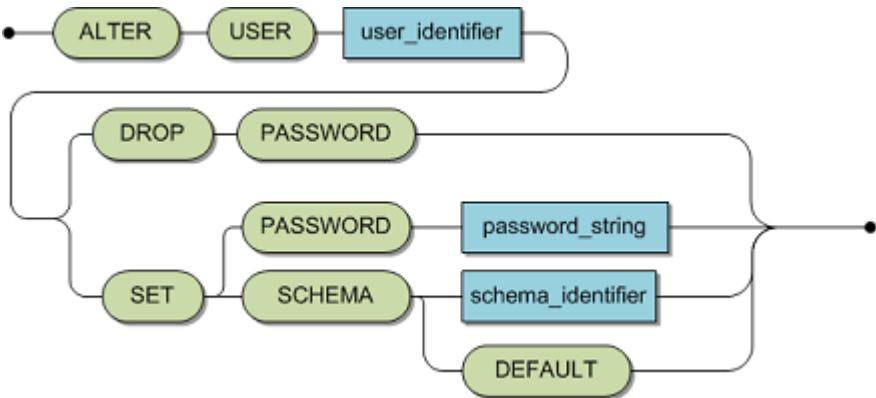 ALTER USER user_identifier
DROP PASSWORD
PASSWORD password_string
SET SCHEMA schema_identifier
DEFAULT